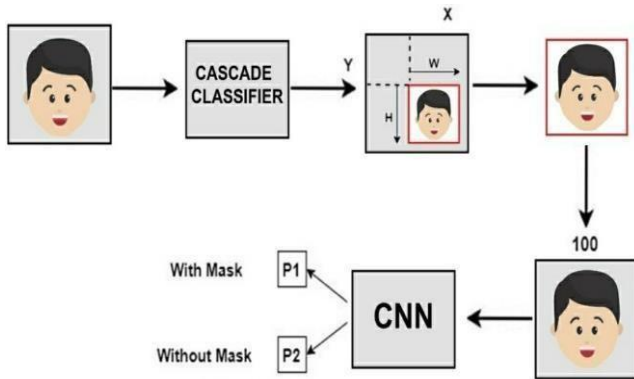 X
CASCADE
CLASSIFIER
Y
W
H
100
With Mask
P1
CNN
Without Mask
P2